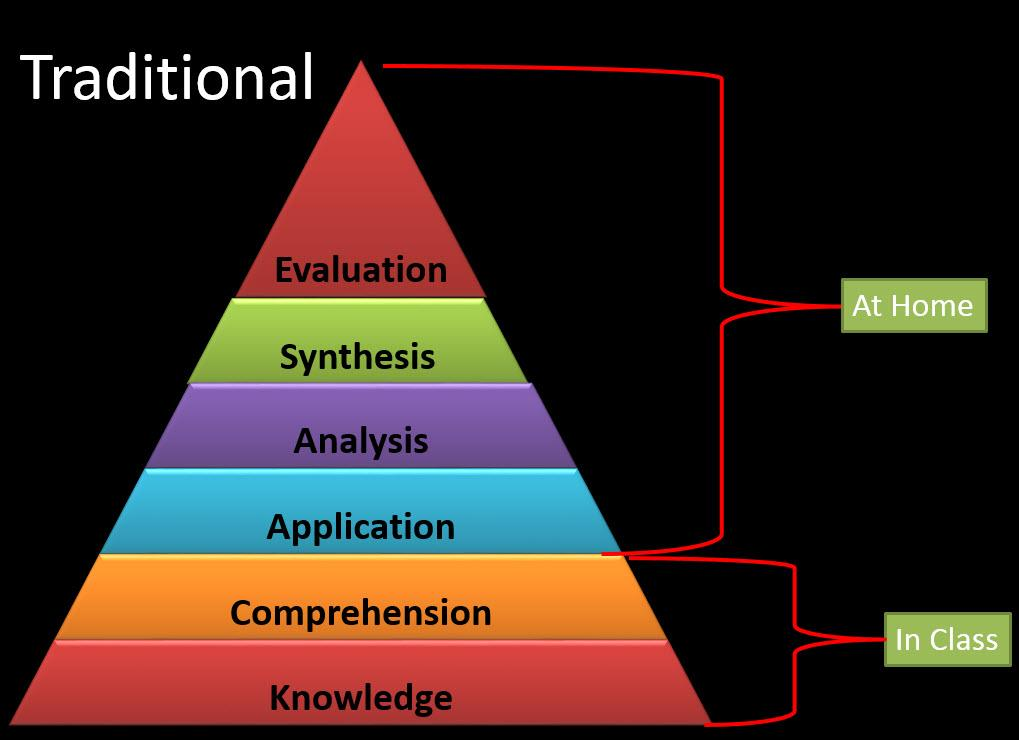 Traditional
Evaluation
Synthesis
Analysis
Application
Comprehension
Knowledge
At Home
In Class